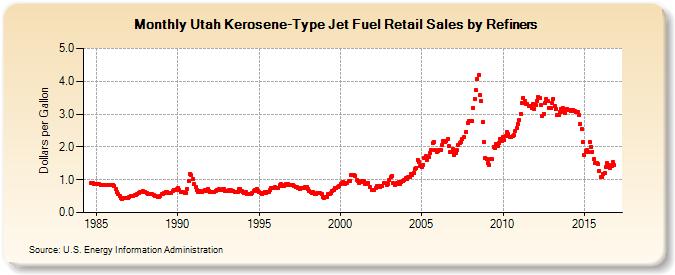 Monthly Utah Kerosene-Type Jet Fuel Retail Sales by Refiners
Dollars per Gallon
5.0
4.0
3.0
2.0
1.0
0.0
1985 1990 1995 2000 2005 2010 2015
Source: U.S. Energy Information Administration